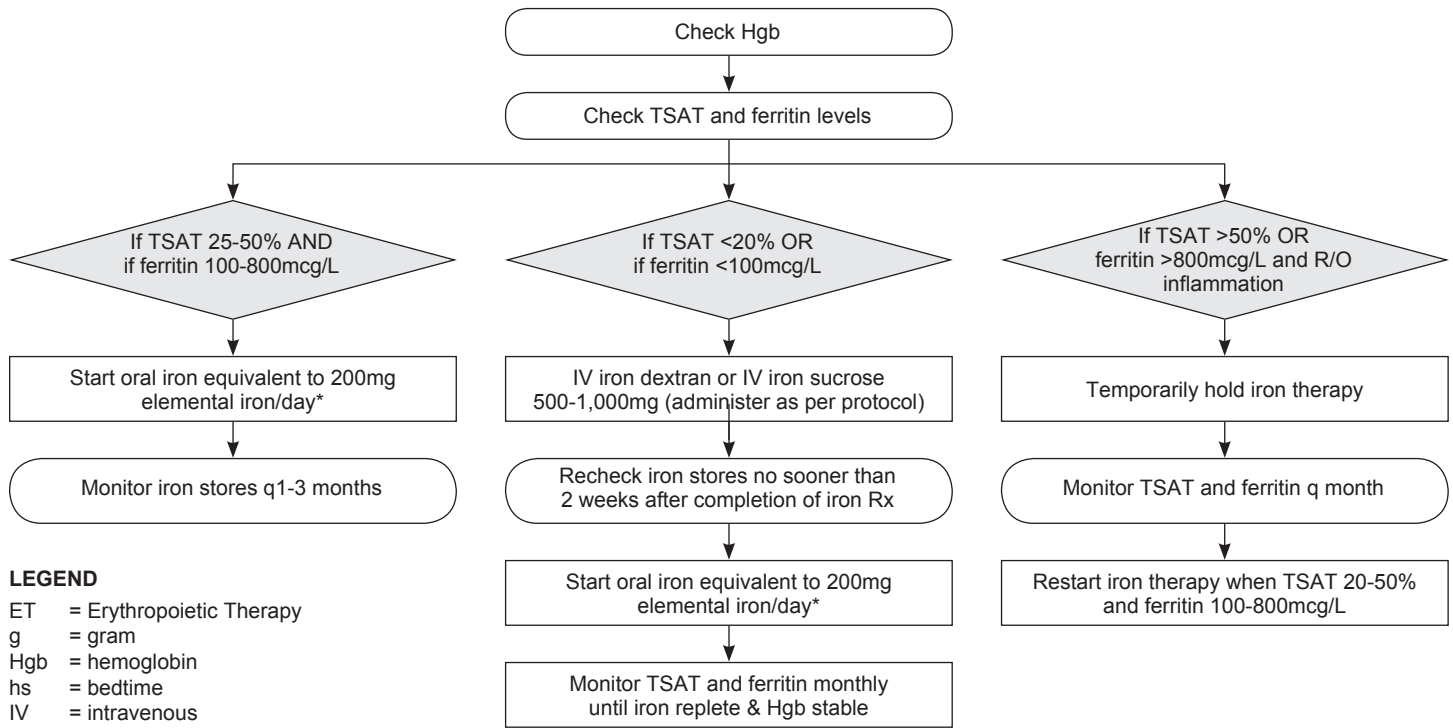 Check Hgb
Check TSAT and ferritin levels
If TSAT 25-50% AND
if ferritin 100-800mcg/L
If TSAT <20% OR
if ferritin <100mcg/L
If TSAT >50% OR
ferritin >800mcg/L and R/O
inflammation
Start oral iron equivalent to 200mg
elemental iron/day*
IV iron dextran or IV iron sucrose
500-1,000mg (administer as per protocol)
Temporarily hold iron therapy
Monitor iron stores q1-3 months
Recheck iron stores no sooner than
2 weeks after completion of iron Rx
Monitor TSAT and ferritin q month
Start oral iron equivalent to 200mg
elemental iron/day*
Restart iron therapy when TSAT 20-50%
and ferritin 100-800mcg/L
Monitor TSAT and ferritin monthly
until iron replete & Hgb stable
LEGEND
ET = Erythropoietic Therapy
g = gram
Hgb = hemoglobin
hs = bedtime
IV = intravenous